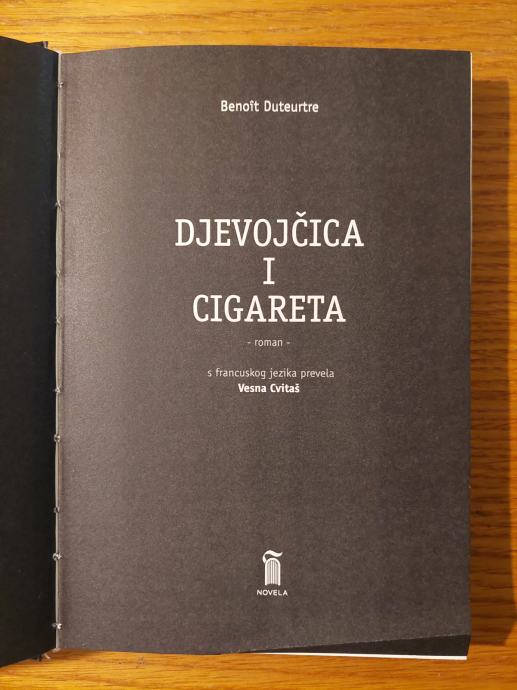 Benoît Duteurtre
DJEVOJČICA
I
CIGARETA
- roman -
s francuskog jezika prevela
Vesna Cvitaš
NOVELA